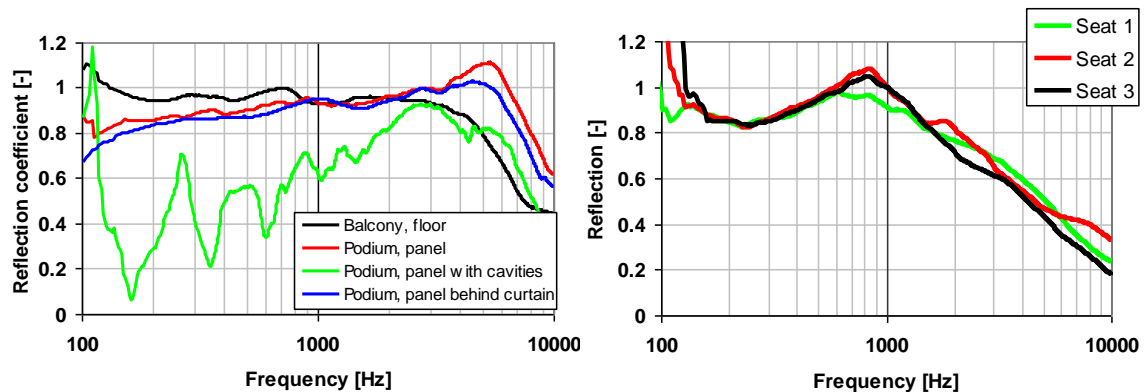 Reflection coefficient [-]
1.2
1
0.8
0.6
0.4
0.2
0
100
1000
10000
Frequency [Hz]
Balcony, floor
Podium, panel
Podium, panel with cavities
Podium, panel behind curtain
Reflection [-]
1.2
1
0.8
0.6
0.4
0.2
0
100
1000
10000
Frequency [Hz]
Seat 1
Seat 2
Seat 3